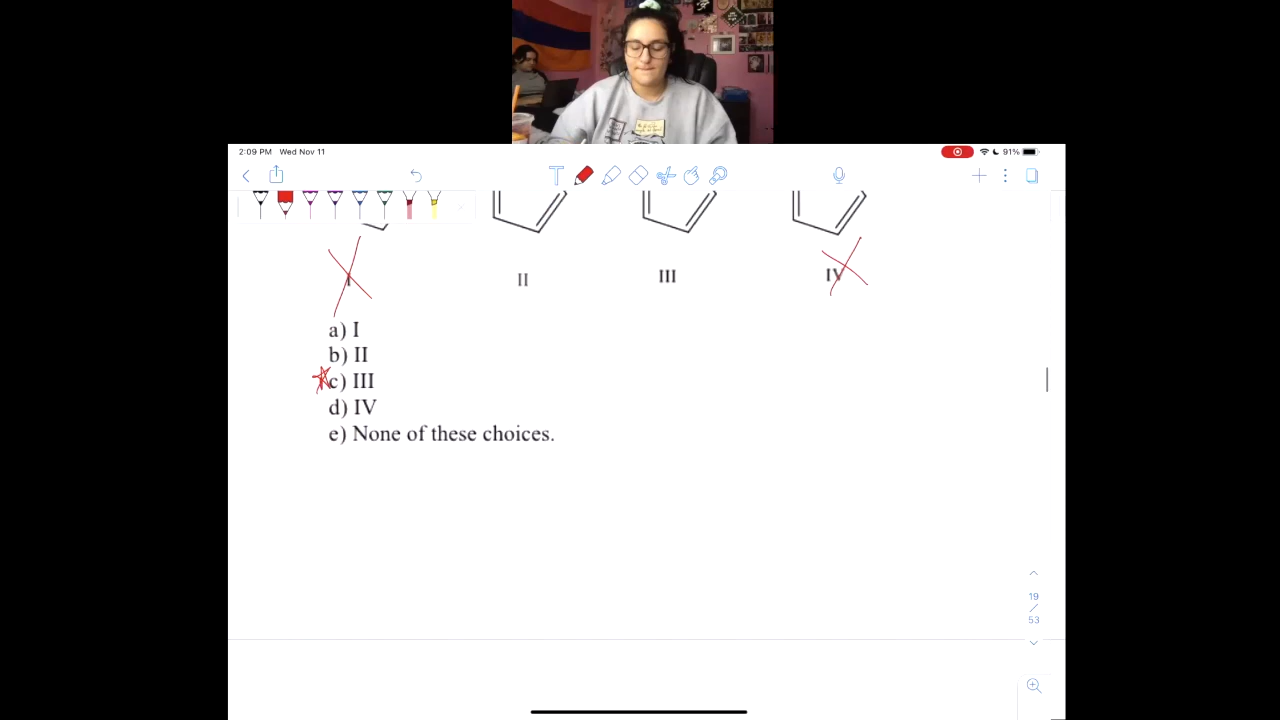 2:09 PM Wed Nov 11
91%
T
I
II
III
IV
a) I
b) II
c) III
d) IV
e) None of these choices.
19
/
53